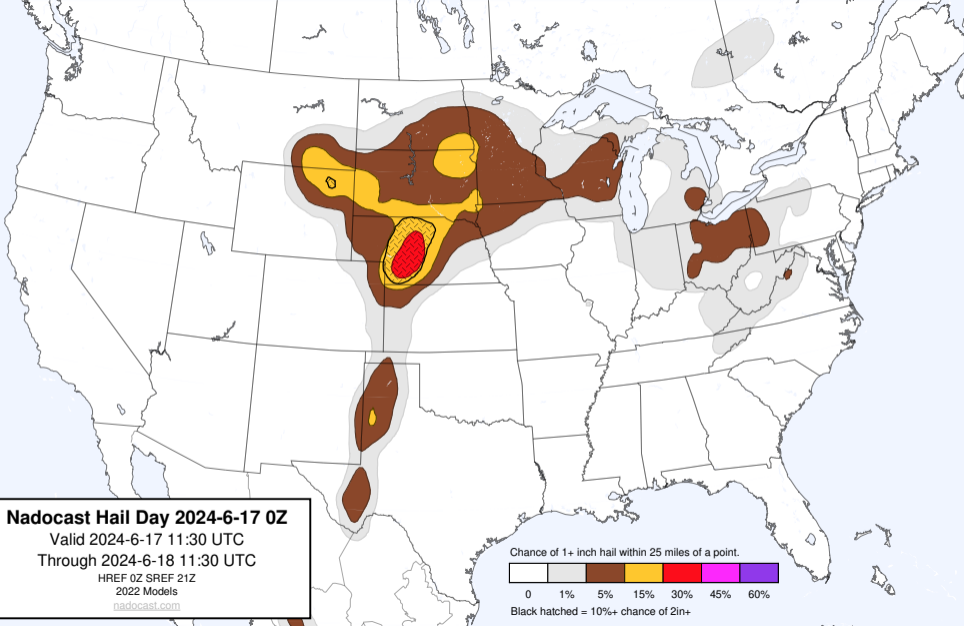 Nadocast Hail Day 2024-6-17 0Z
Valid 2024-6-17 11:30 UTC
Through 2024-6-18 11:30 UTC
HREF 0Z SREF 21Z
2022 Models
nadocast.com
Chance of 1+ inch hail within 25 miles of a point.
0 1% 5% 15% 30% 45% 60%
Black hatched = 10%+ chance of 2in+